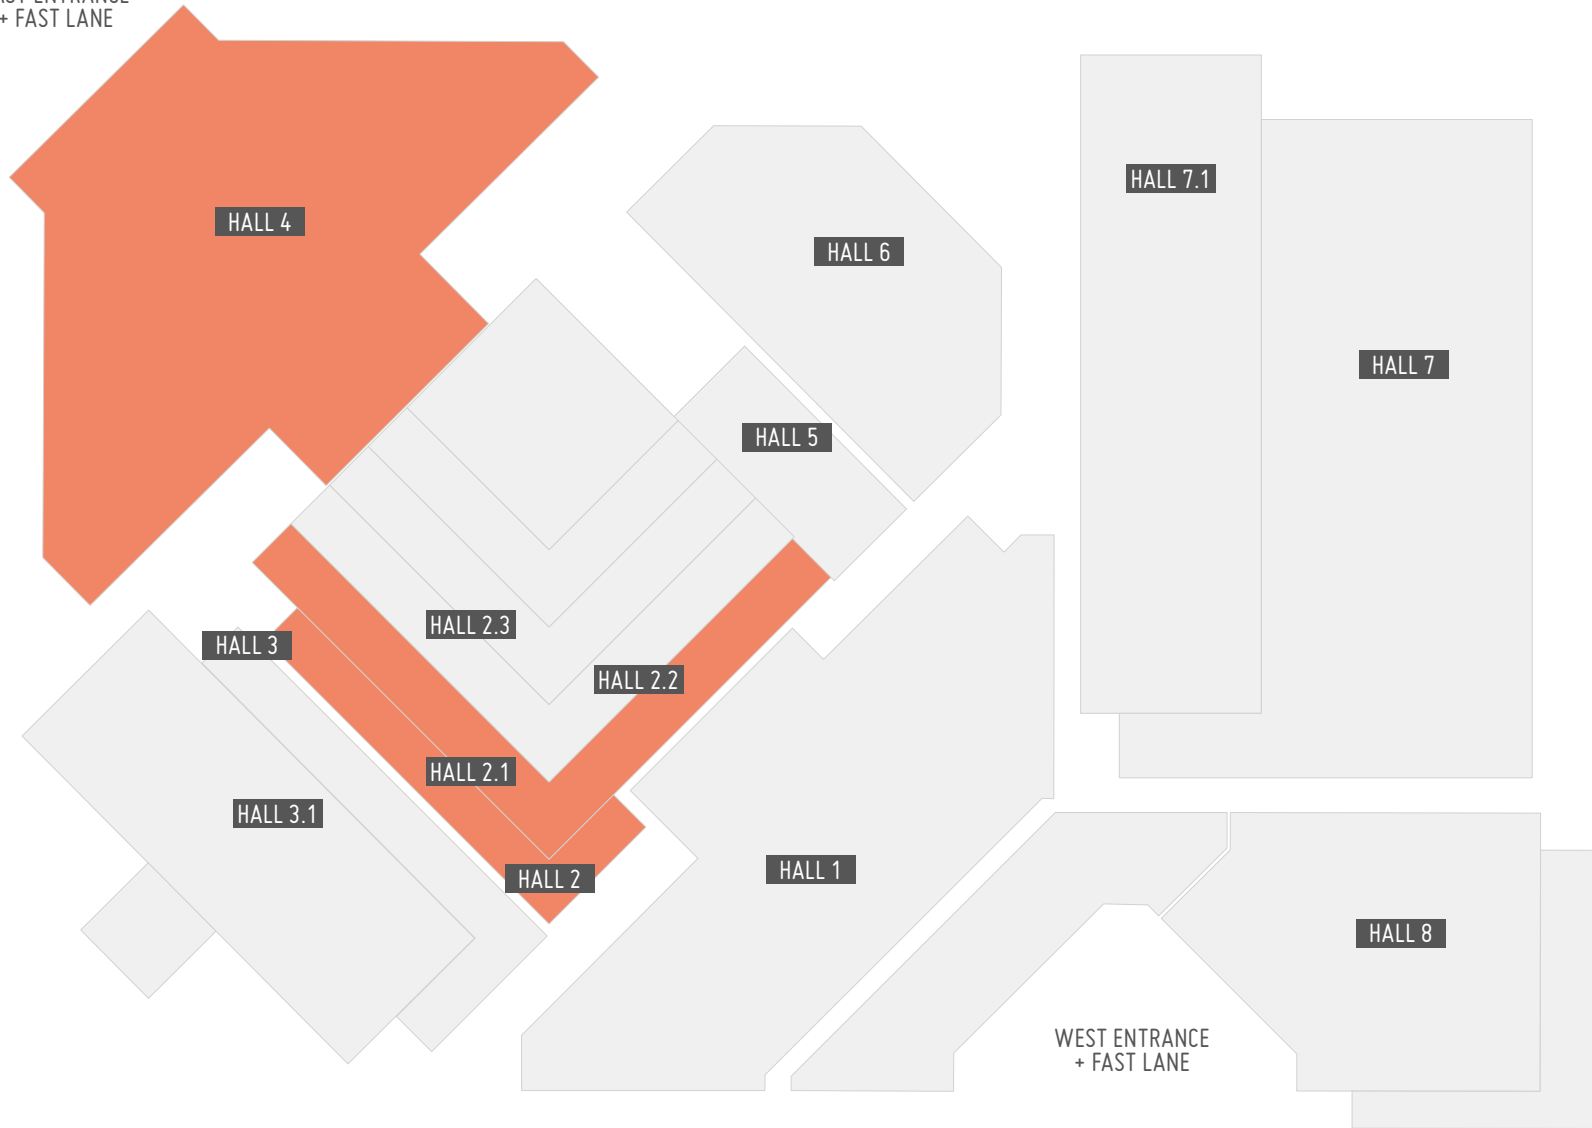 + FAST LANE
HALL 4
HALL 6
HALL 7.1
HALL 7
HALL 5
HALL 2.3
HALL 3
HALL 2.2
HALL 2.1
HALL 3.1
HALL 2
HALL 1
HALL 8
WEST ENTRANCE
+ FAST LANE